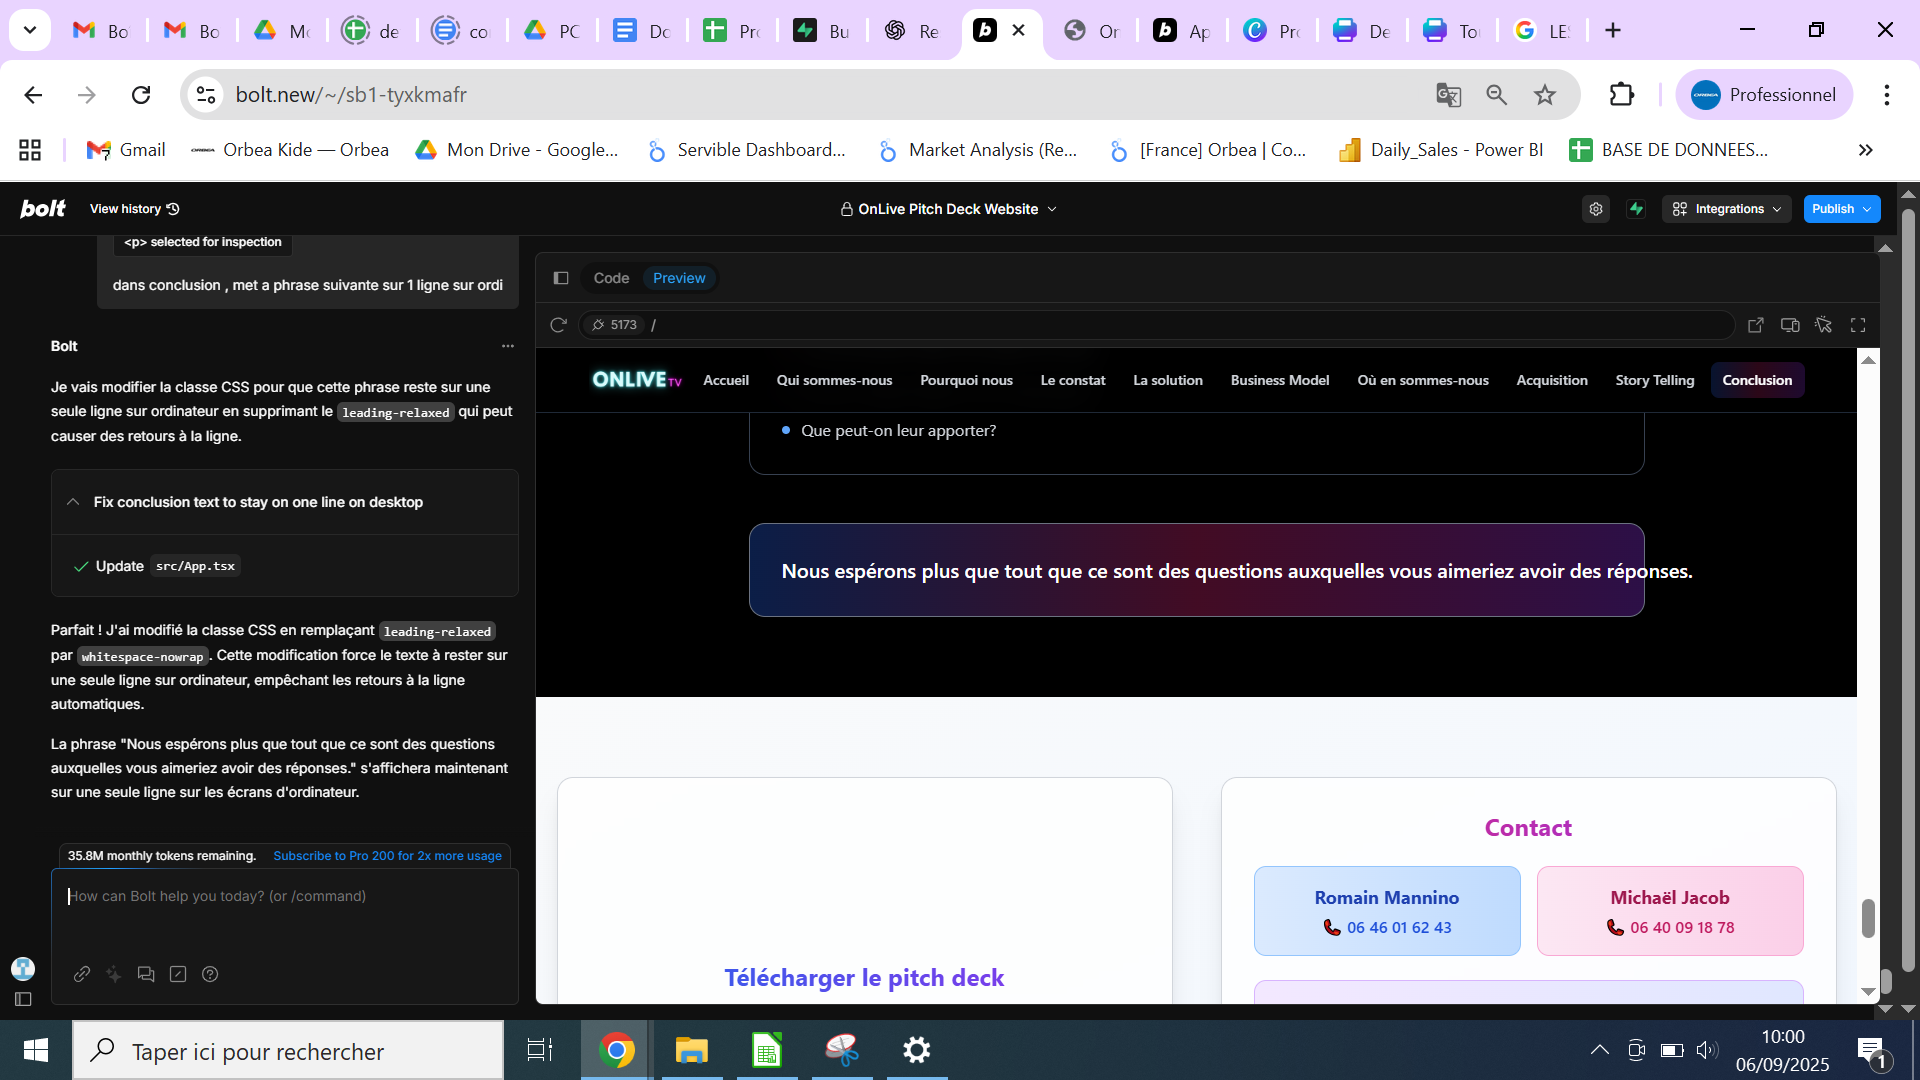 Bo
Bo
Mo
de
co
PC
Do
Pro
Bu
Re
On
Ap
Pro
De
Tou
LES
bolt.new/~/sb1-tyxkmafr
Professionnel
Gmail
Orbea Kide — Orbea
Mon Drive - Google...
Servible Dashboard...
Market Analysis (Re...
[France] Orbea | Co...
Daily_Sales - Power BI
BASE DE DONNEES...
bolt
View history
OnLive Pitch Deck Website
Integrations
Publish
<p> selected for inspection
dans conclusion , met a phrase suivante sur 1 ligne sur ordi
Bolt
Je vais modifier la classe CSS pour que cette phrase reste sur une
seule ligne sur ordinateur en supprimant le leading-relaxed qui peut
causer des retours à la ligne.
Fix conclusion text to stay on one line on desktop
Update src/App.tsx
Parfait ! J'ai modifié la classe CSS en remplaçant leading-relaxed
par whitespace-nowrap. Cette modification force le texte à rester sur
une seule ligne sur ordinateur, empêchant les retours à la ligne
automatiques.
La phrase "Nous espérons plus que tout que ce sont des questions
auxquelles vous aimeriez avoir des réponses." s'affichera maintenant
sur une seule ligne sur les écrans d'ordinateur.
35.8M monthly tokens remaining. Subscribe to Pro 200 for 2x more usage
How can Bolt help you today? (or /command)
Code
Preview
5173 /
ONLIVE TV
Accueil
Qui sommes-nous
Pourquoi nous
Le constat
La solution
Business Model
Où en sommes-nous
Acquisition
Story Telling
Conclusion
Que peut-on leur apporter?
Nous espérons plus que tout que ce sont des questions auxquelles vous aimeriez avoir des réponses.
Télécharger le pitch deck
Contact
Romain Mannino
06 46 01 62 43
Michaël Jacob
06 40 09 18 78
Taper ici pour rechercher
10:00
06/09/2025
1